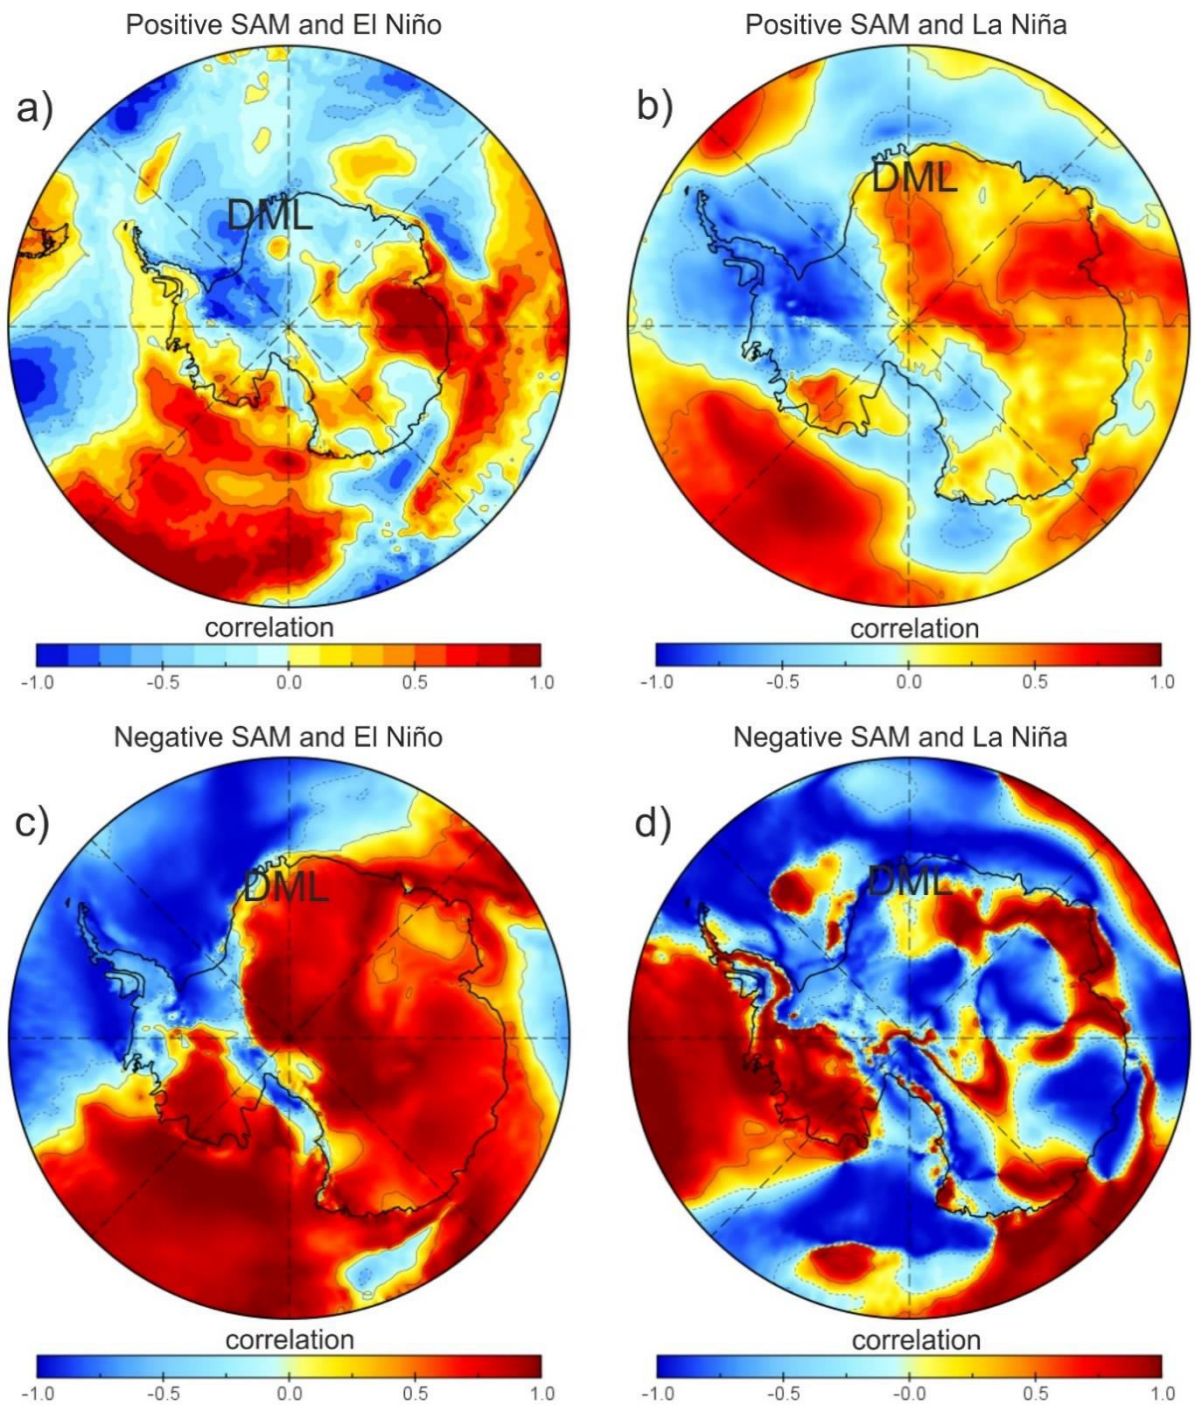 Positive SAM and El Niño
Positive SAM and La Niña
a)
b)
DML
DML
correlation
correlation
-1.0 -0.5 0.0 0.5 1.0
-1.0 -0.5 0.0 0.5 1.0
Negative SAM and El Niño
Negative SAM and La Niña
c)
d)
DML
DML
correlation
correlation
-1.0 -0.5 0.0 0.5 1.0
-1.0 -0.5 -0.0 0.5 1.0